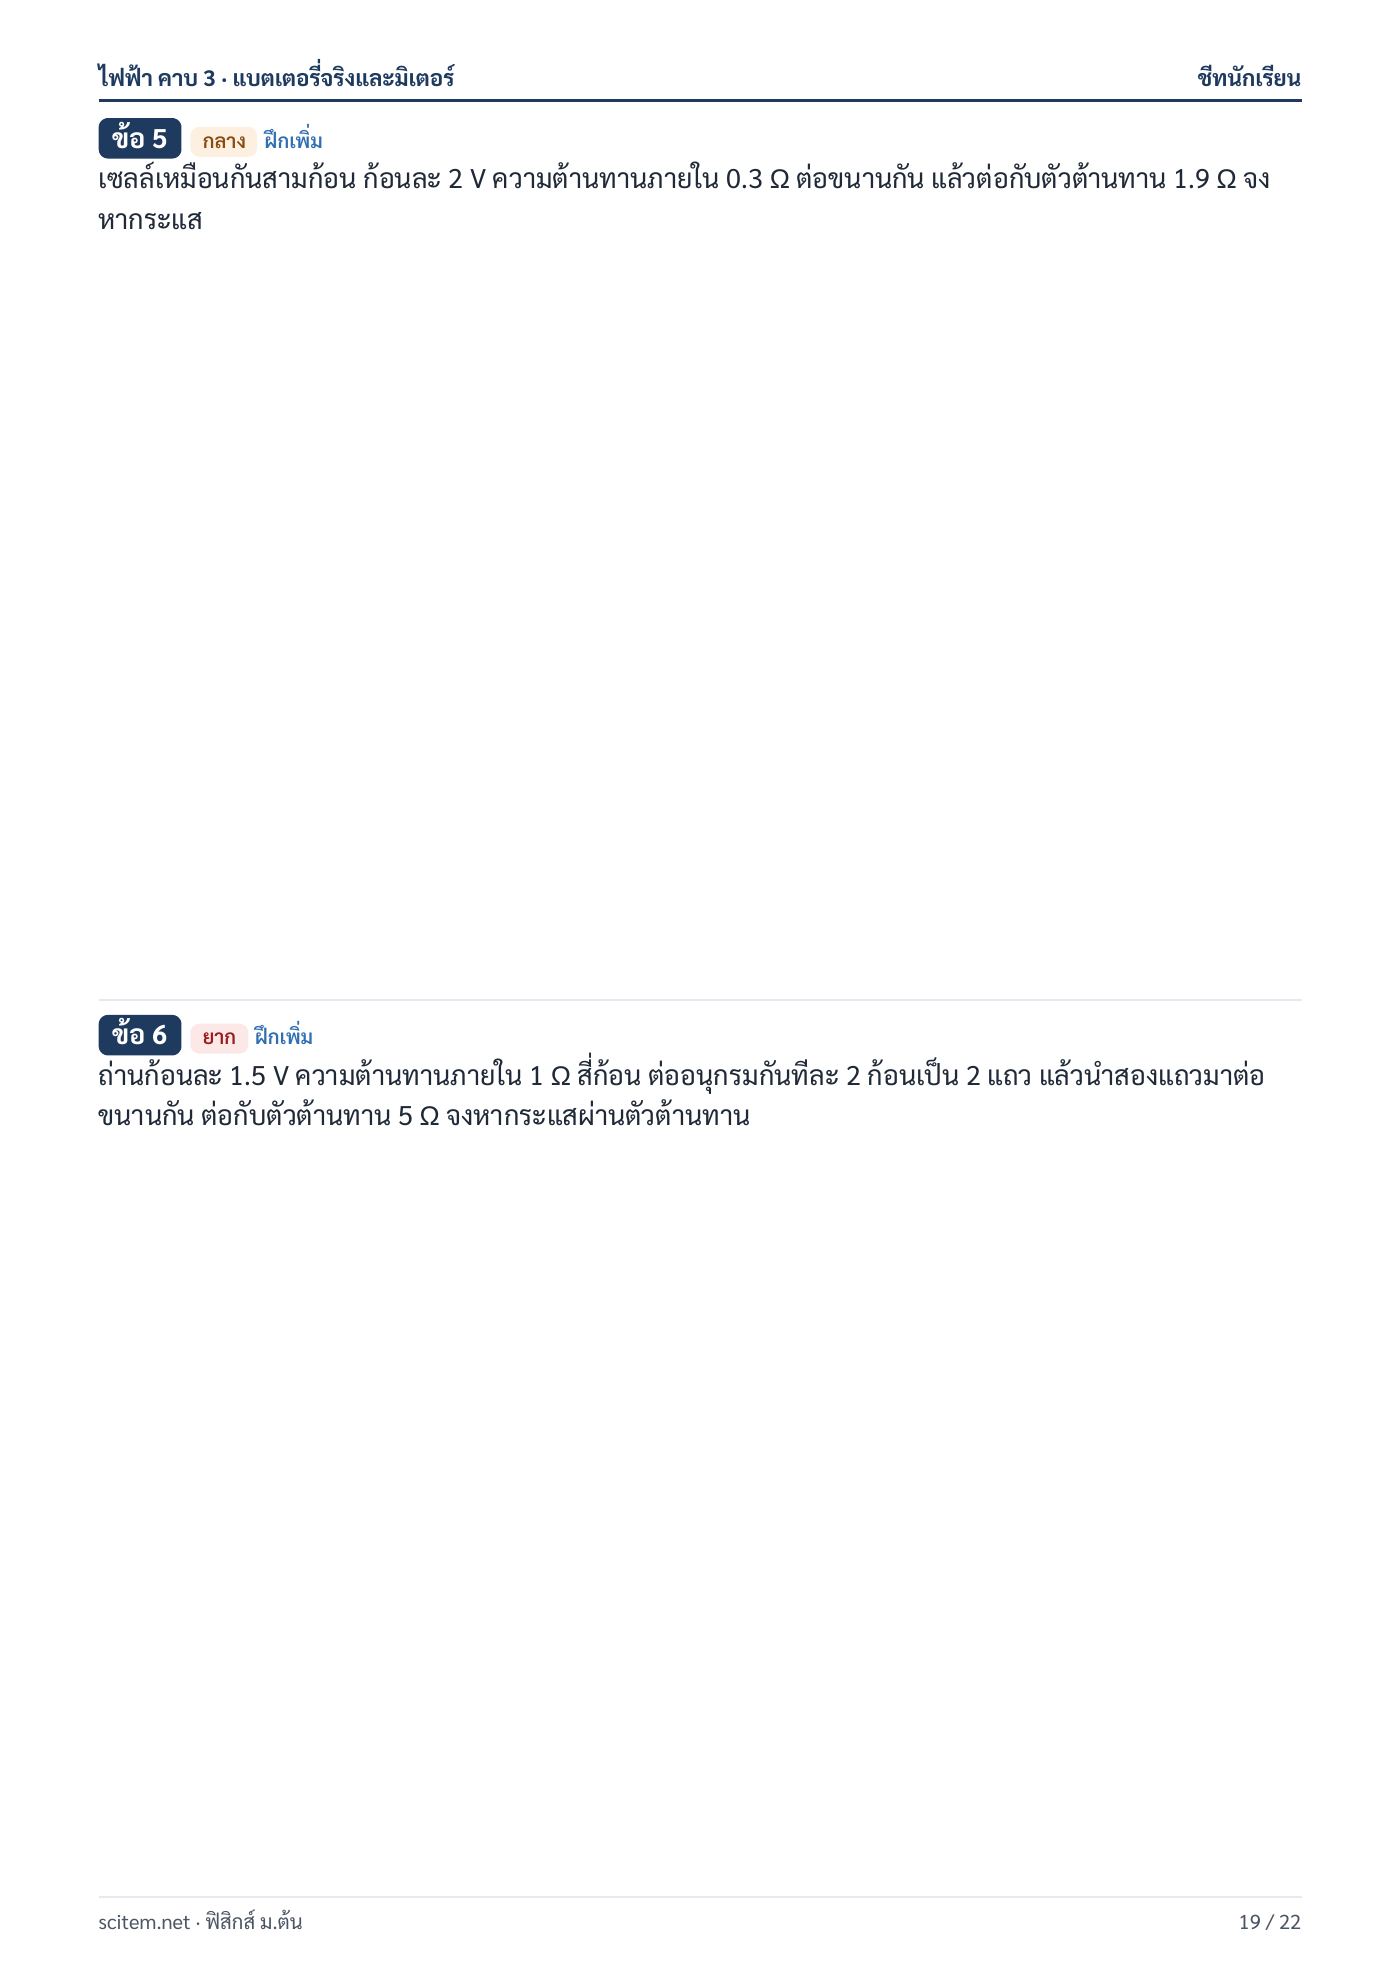 ไฟฟ้า คาบ 3 · แบตเตอรี่จริงและมิเตอร์ ชีทนักเรียน
ข้อ 5 กลาง ฝึกเพิ่ม
เซลล์เหมือนกันสามก้อน ก้อนละ 2 V ความต้านทานภายใน 0.3 Ω ต่อขนานกัน แล้วต่อกับตัวต้านทาน 1.9 Ω จง
หากระแส
ข้อ 6 ยาก ฝึกเพิ่ม
ถ่านก้อนละ 1.5 V ความต้านทานภายใน 1 Ω สี่ก้อน ต่ออนุกรมกันทีละ 2 ก้อนเป็น 2 แถว แล้วนำสองแถวมาต่อ
ขนานกัน ต่อกับตัวต้านทาน 5 Ω จงหากระแสผ่านตัวต้านทาน
scitem.net · ฟิสิกส์ ม.ต้น 19 / 22